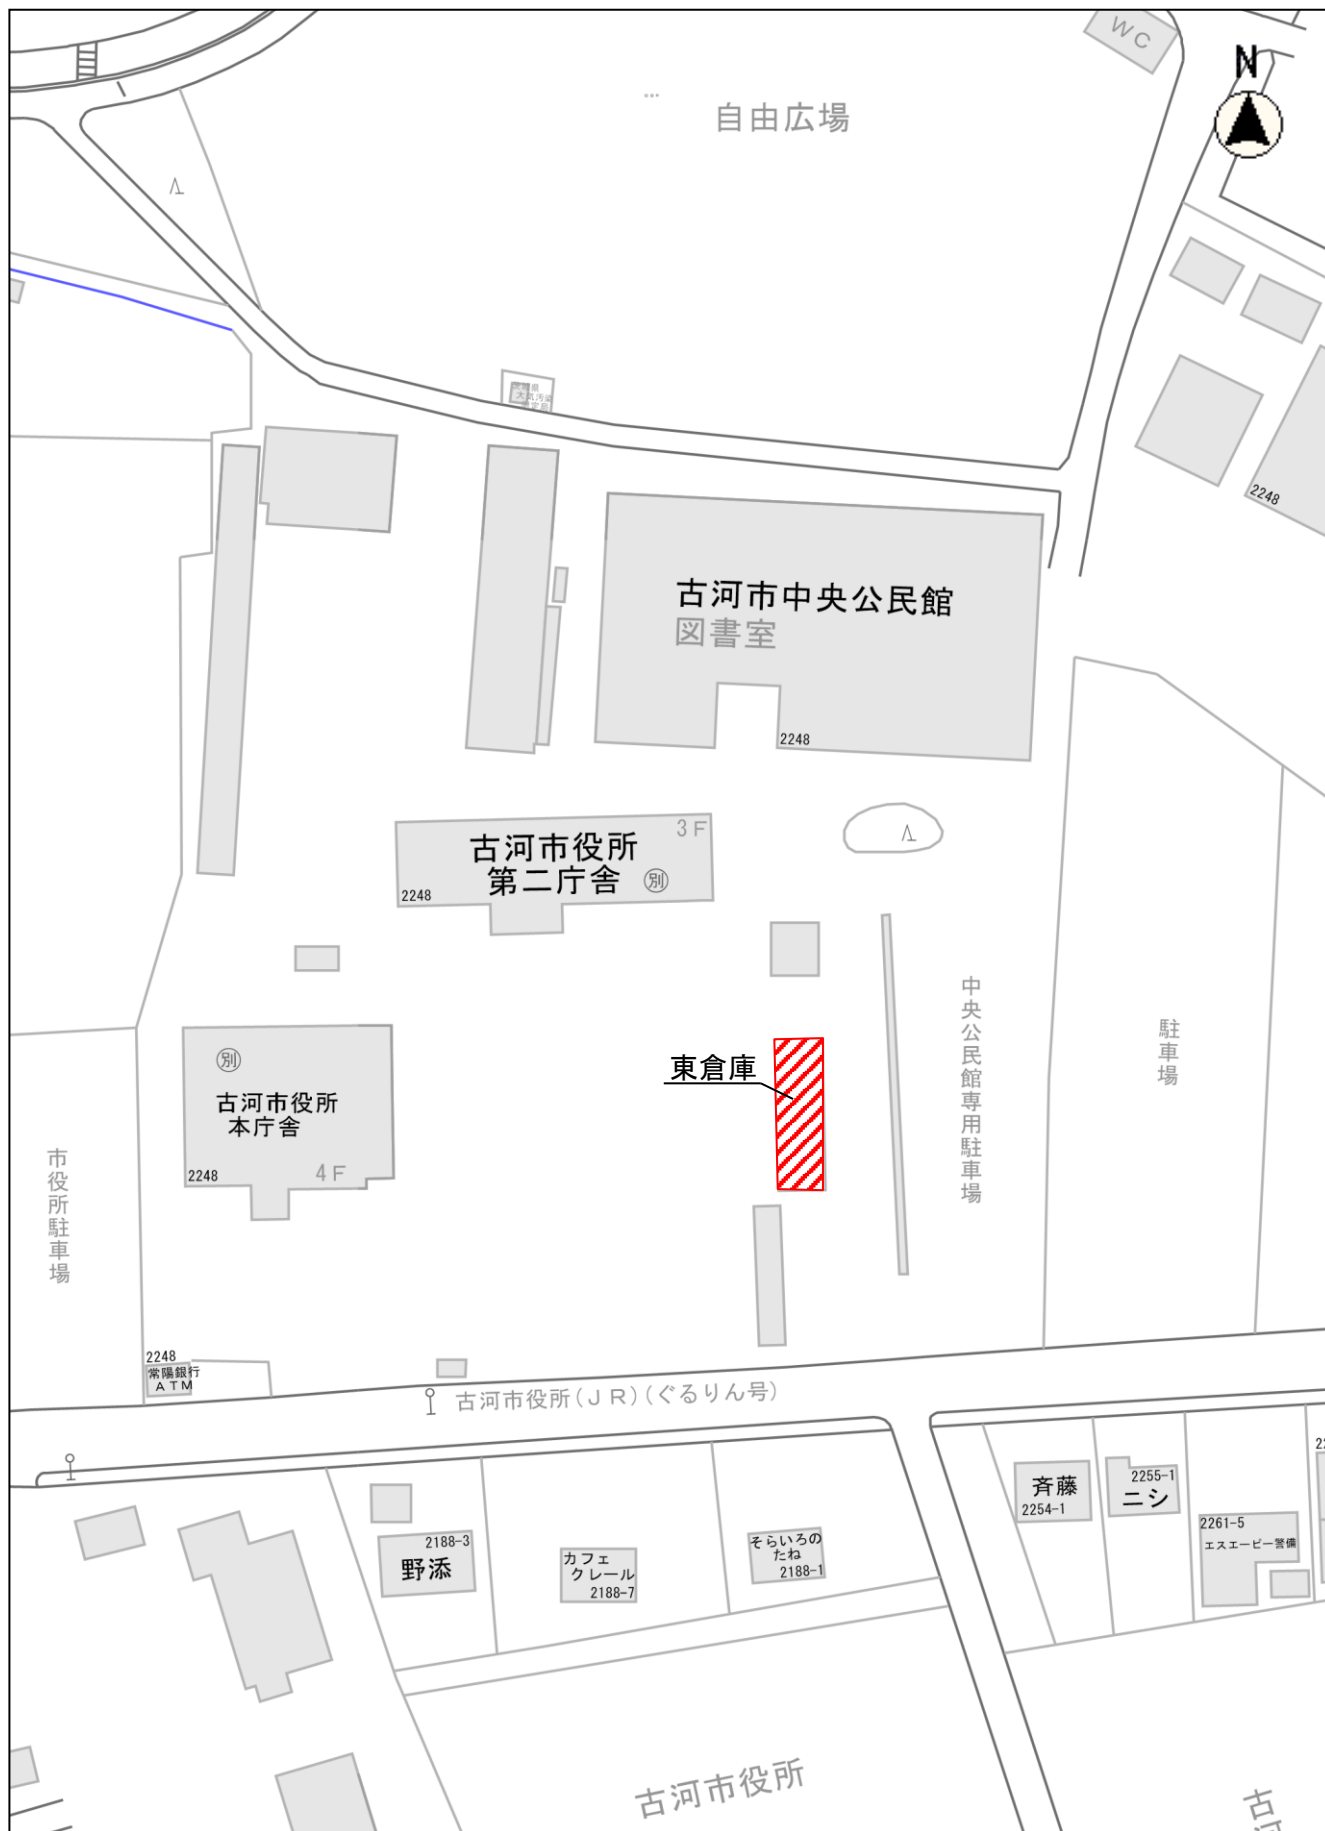 WC
N
自由広場
2248
古河市中央公民館
図書室
2248
3F
古河市役所
第二庁舎 別
2248
中央公民館専用駐車場
駐車場
東倉庫
別
古河市役所
本庁舎
2248
4F
市役所駐車場
2248
常陽銀行
ATM
古河市役所(JR)(ぐるりん号)
斉藤
2254-1
2255-1
ニシ
2261-5
エスエービー警備
2188-3
野添
カフェ
クレール
2188-7
そらいろの
たね
2188-1
古河市役所
古河